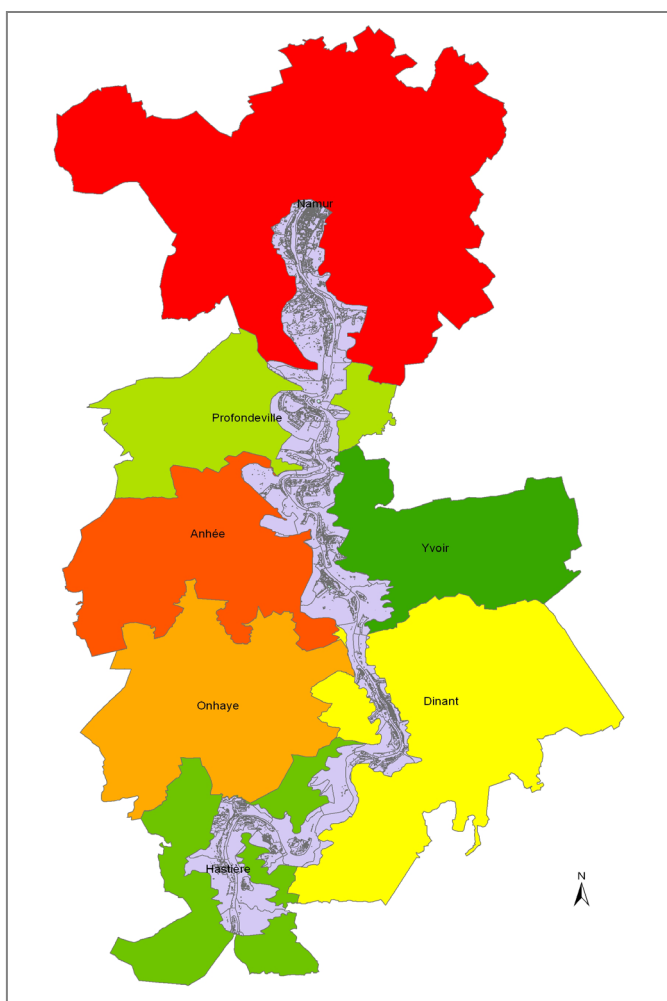 Namur
Profondeville
Anhée
Yvoir
Onhaye
Dinant
Hastière
N